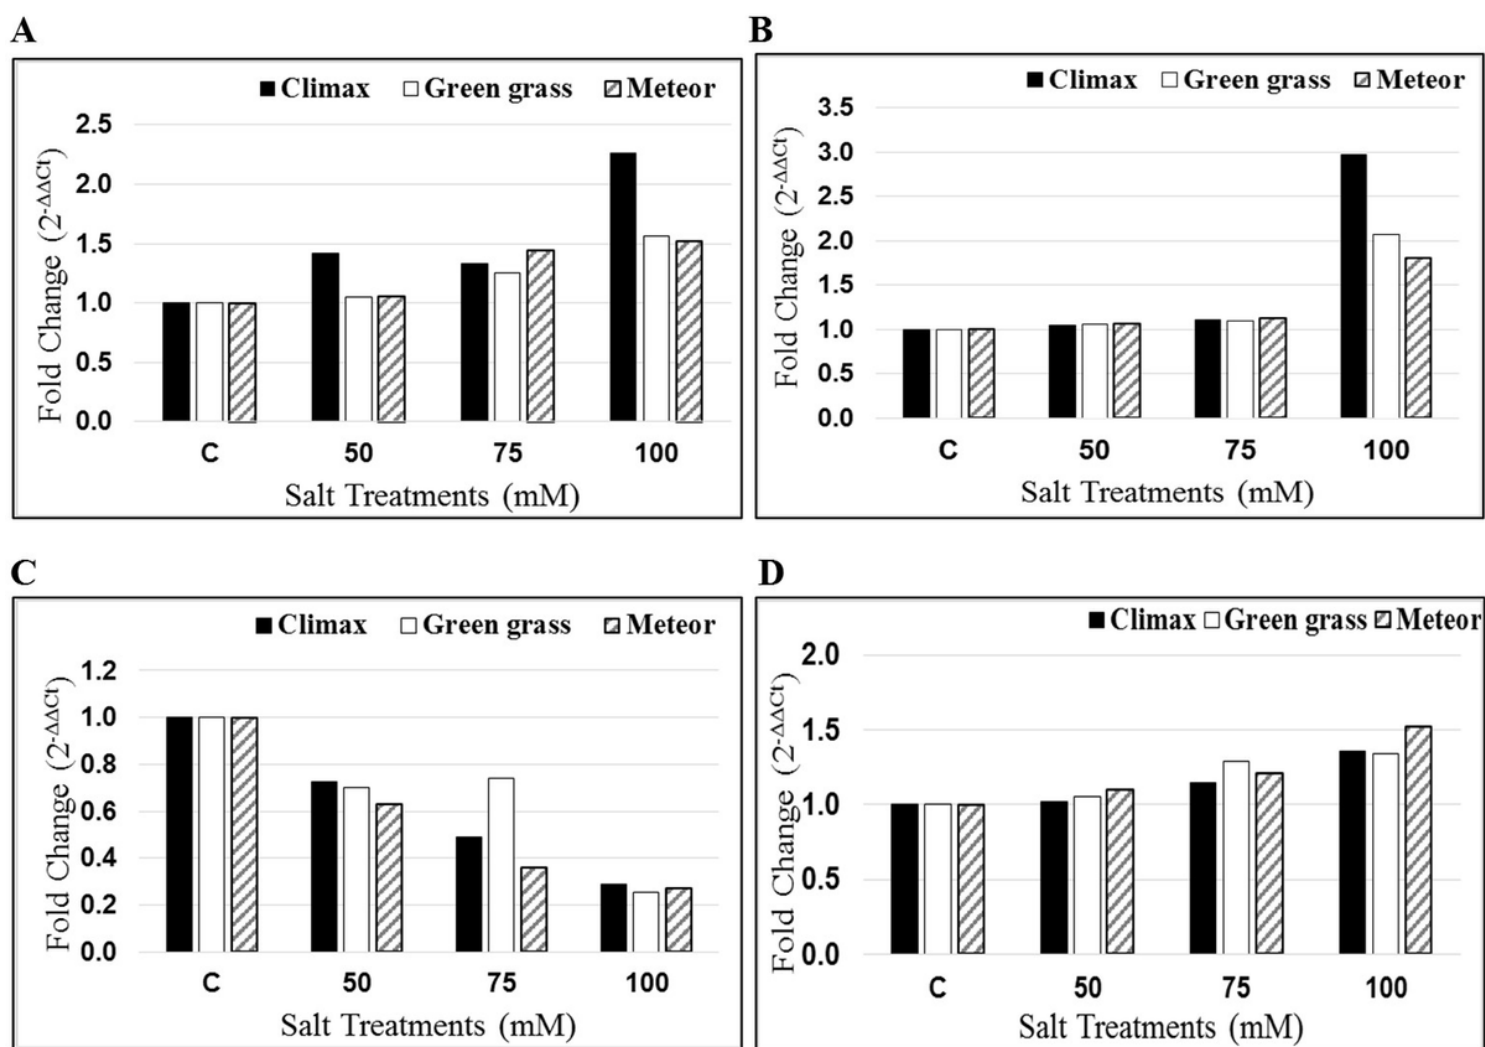 A
Climax Green grass Meteor
Fold Change (2-ΔΔCt)
2.5
2.0
1.5
1.0
0.5
0.0
C 50 75 100
Salt Treatments (mM)
B
Climax Green grass Meteor
Fold Change (2-ΔΔCt)
3.5
3.0
2.5
2.0
1.5
1.0
0.5
0.0
C 50 75 100
Salt Treatments (mM)
C
Climax Green grass Meteor
Fold Change (2-ΔΔCt)
1.2
1.0
0.8
0.6
0.4
0.2
0.0
C 50 75 100
Salt Treatments (mM)
D
Climax Green grass Meteor
Fold Change (2-ΔΔCt)
2.0
1.5
1.0
0.5
0.0
C 50 75 100
Salt Treatments (mM)